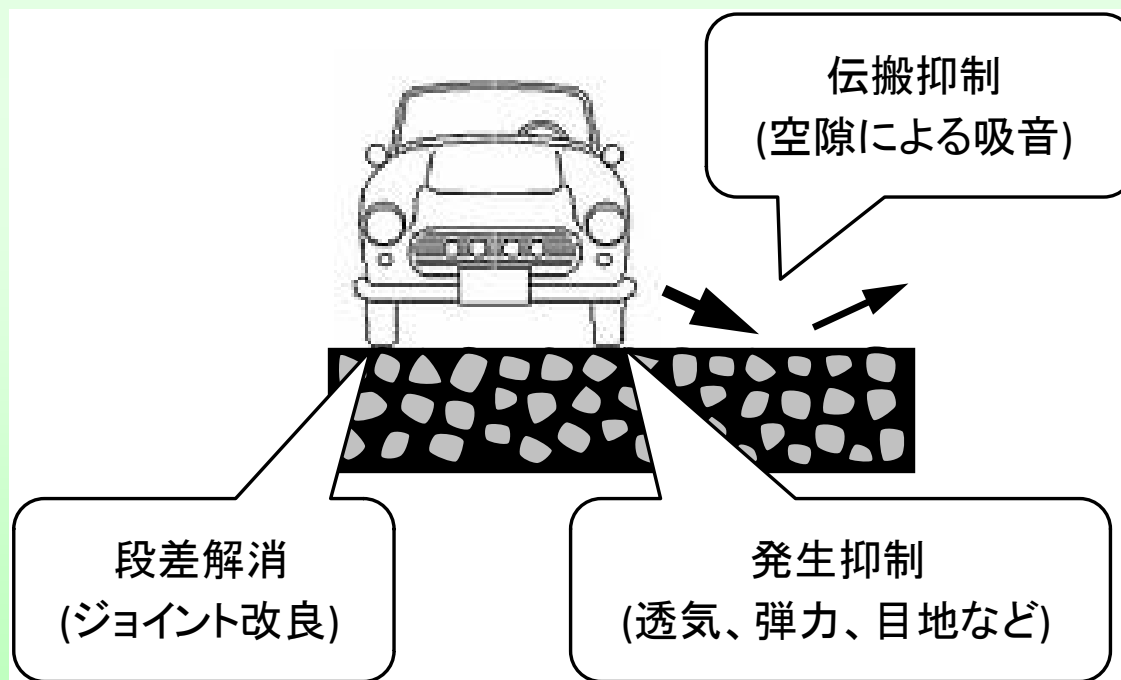 伝搬抑制
(空隙による吸音)
段差解消
(ジョイント改良)
発生抑制
(透気、弾力、目地など)